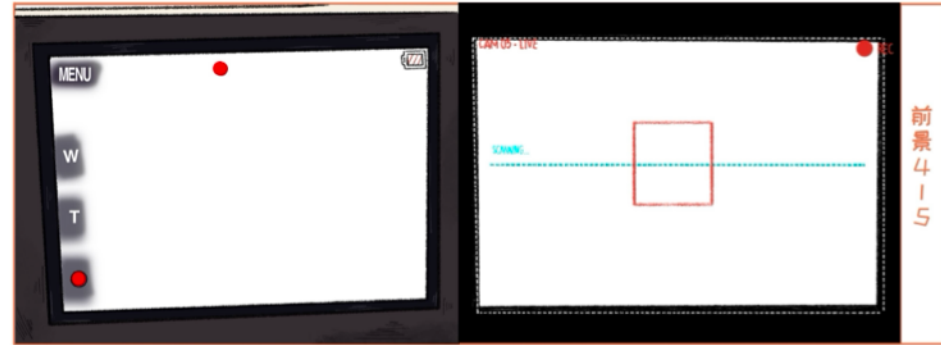 MENU
W
T
CAM 05 - LIVE
REC
SCANNING...
前景4-5